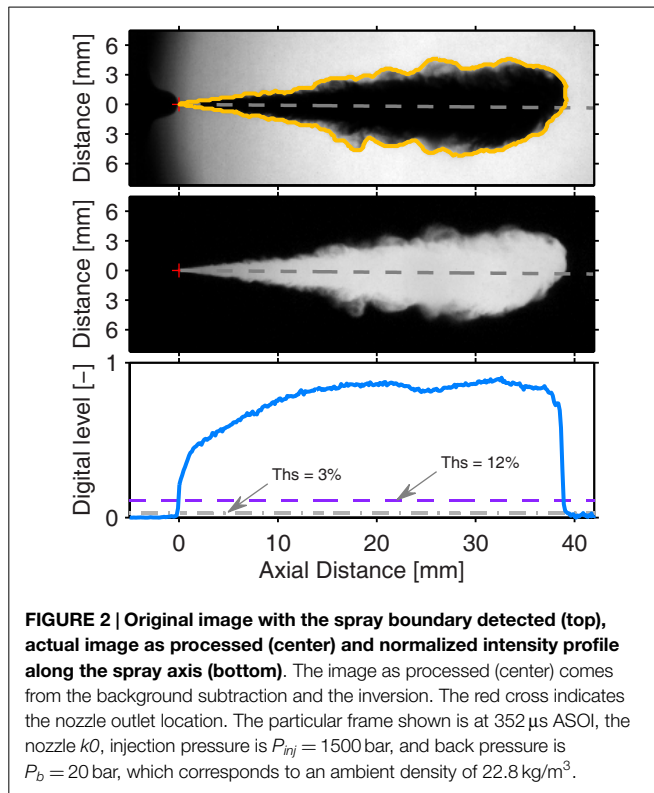 6
3
0
3
6
Distance [mm]
6
3
0
3
6
Distance [mm]
1
0
Digital level [-]
Ths = 3%
Ths = 12%
0 10 20 30 40
Axial Distance [mm]
FIGURE 2 | Original image with the spray boundary detected (top),
actual image as processed (center) and normalized intensity profile
along the spray axis (bottom). The image as processed (center) comes
from the background subtraction and the inversion. The red cross indicates
the nozzle outlet location. The particular frame shown is at 352 μs ASOI, the
nozzle k0, injection pressure is P_inj = 1500 bar, and back pressure is
P_b = 20 bar, which corresponds to an ambient density of 22.8 kg/m³.